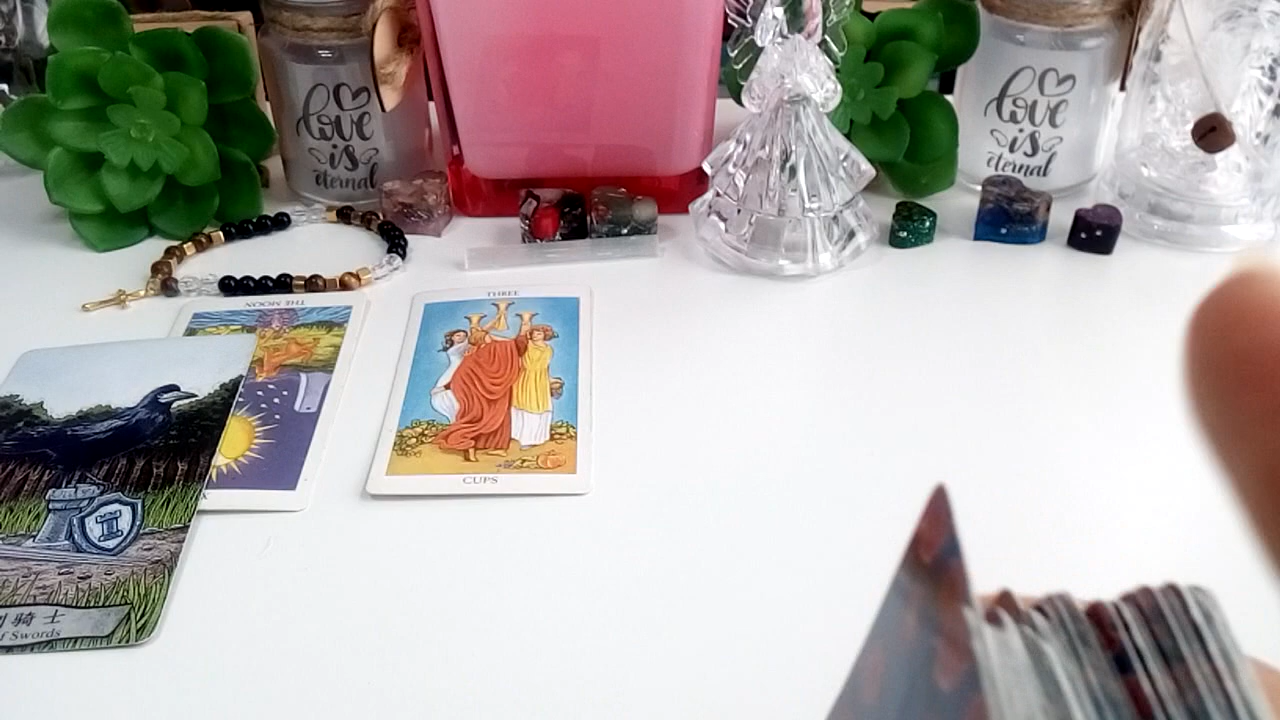 love
is
eternal
love
is
eternal
THE MOON
THREE
CUPS
骑士
of Swords